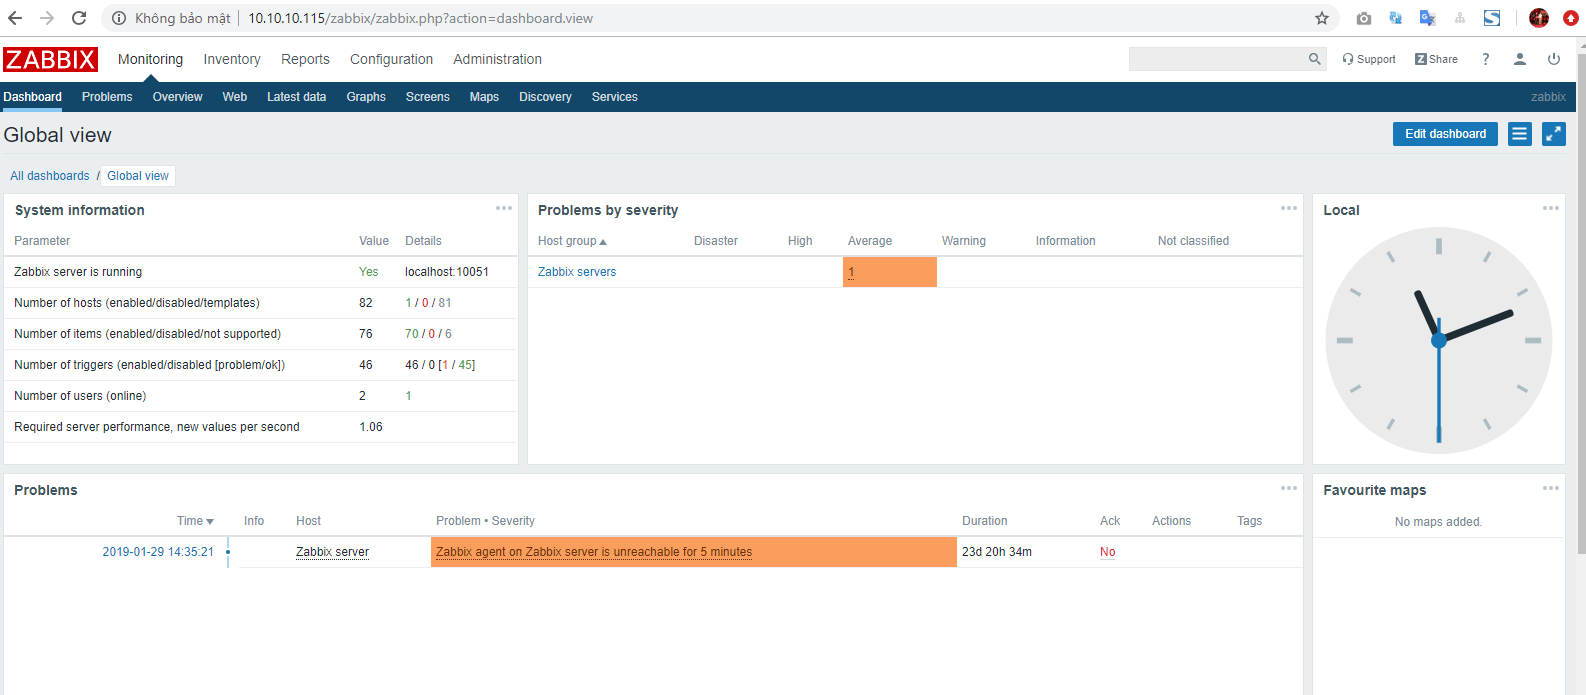 Không bảo mật 10.10.10.115/zabbix/zabbix.php?action=dashboard.view
ZABBIX Monitoring Inventory Reports Configuration Administration Support Z Share ?
Dashboard Problems Overview Web Latest data Graphs Screens Maps Discovery Services zabbix
Global view Edit dashboard
All dashboards / Global view
System information
Parameter Value Details
Zabbix server is running Yes localhost:10051
Number of hosts (enabled/disabled/templates) 82 1 / 0 / 81
Number of items (enabled/disabled/not supported) 76 70 / 0 / 6
Number of triggers (enabled/disabled [problem/ok]) 46 46 / 0 [1 / 45]
Number of users (online) 2 1
Required server performance, new values per second 1.06
Problems by severity
Host group Disaster High Average Warning Information Not classified
Zabbix servers 1
Local
Problems
Time Info Host Problem • Severity Duration Ack Actions Tags
2019-01-29 14:35:21 Zabbix server Zabbix agent on Zabbix server is unreachable for 5 minutes 23d 20h 34m No
Favourite maps
No maps added.